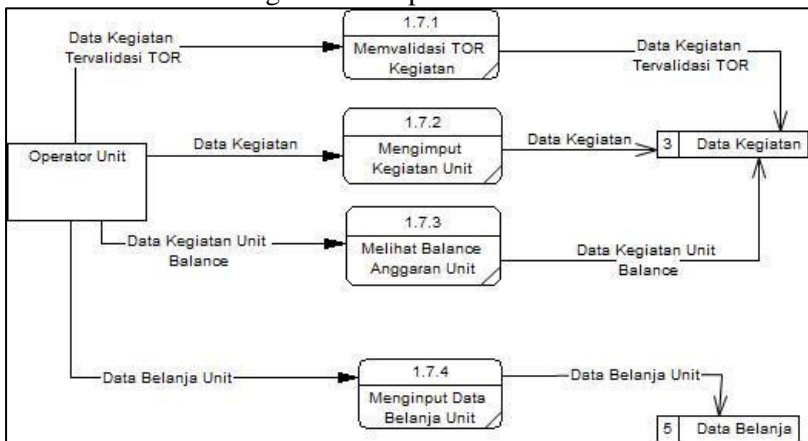 1.7.1
Data Kegiatan
Tervalidasi TOR
Memvalidasi TOR
Kegiatan
Data Kegiatan
Tervalidasi TOR
1.7.2
Data Kegiatan
Mengimput
Kegiatan Unit
Data Kegiatan
3 Data Kegiatan
Operator Unit
1.7.3
Data Kegiatan Unit
Balance
Melihat Balance
Anggaran Unit
Data Kegiatan Unit
Balance
1.7.4
Data Belanja Unit
Menginput Data
Belanja Unit
Data Belanja Unit
5 Data Belanja